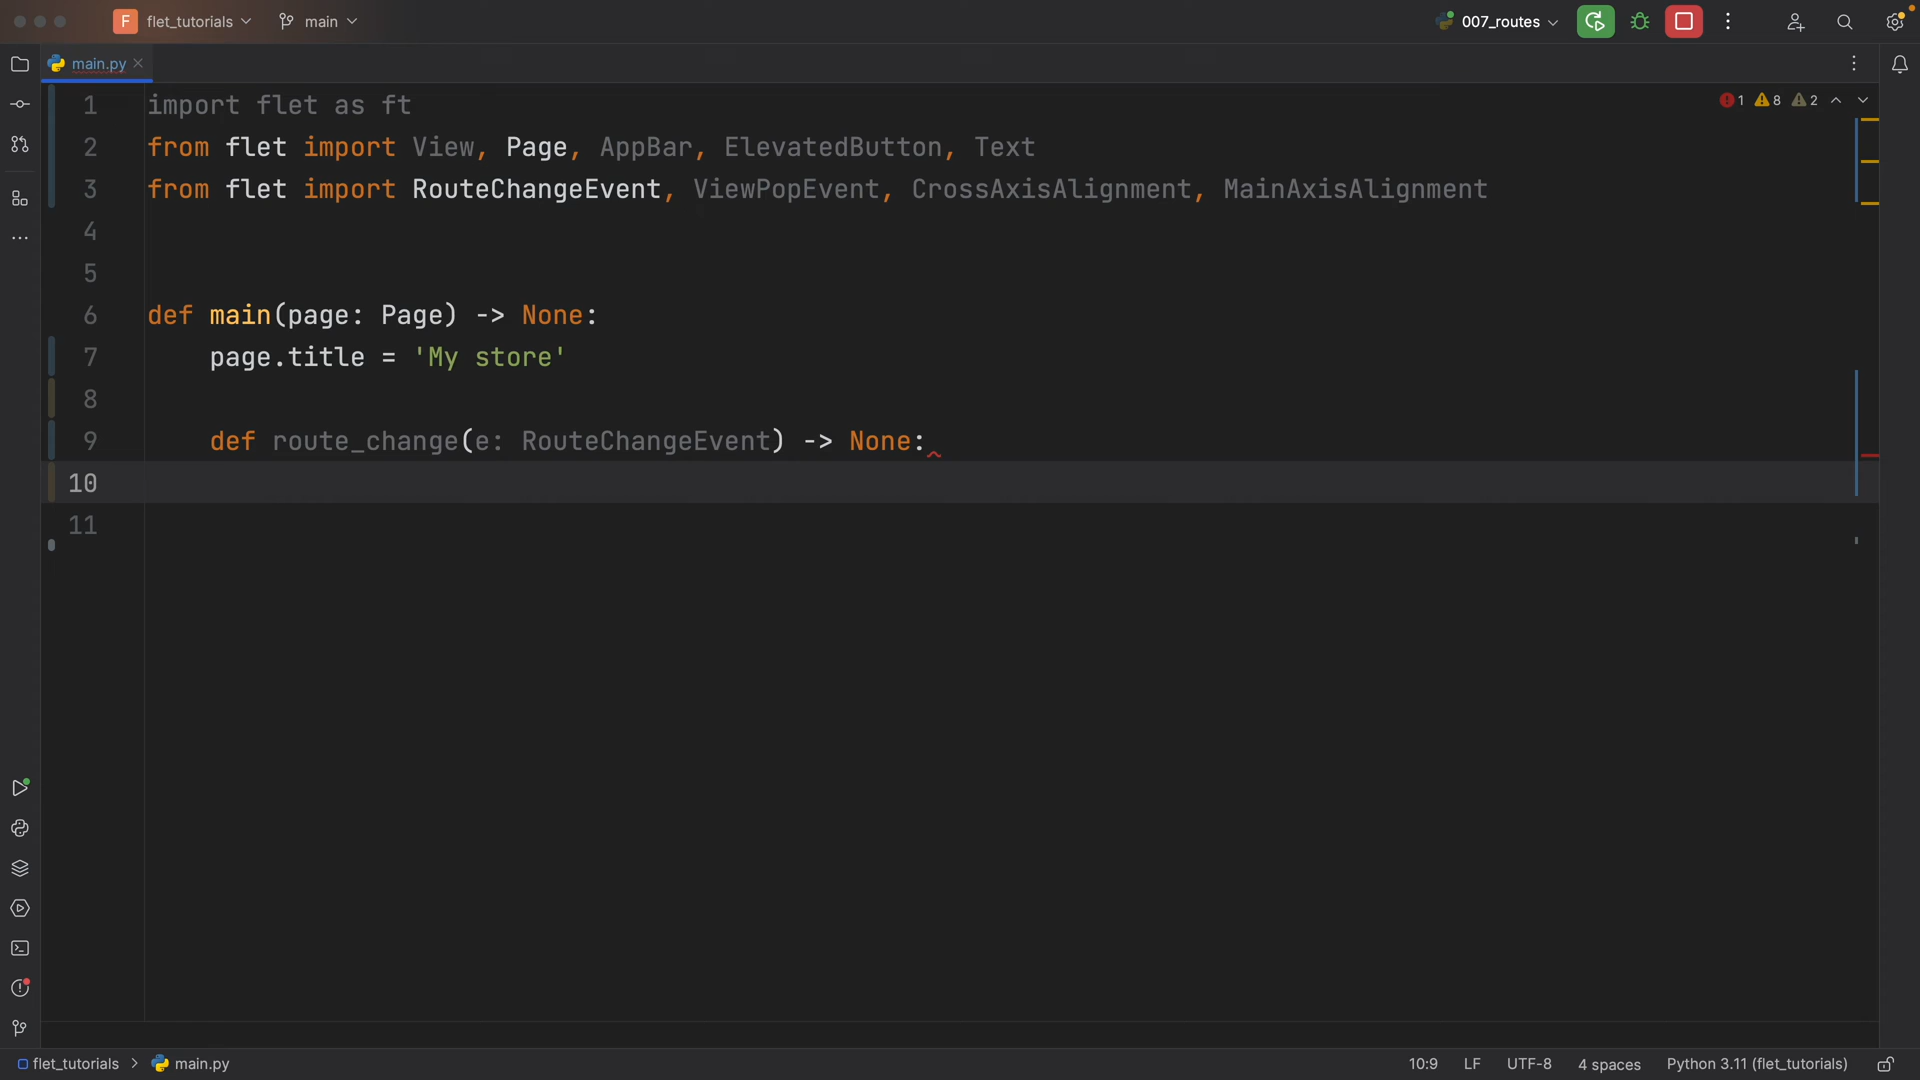 F flet_tutorials main 007_routes
main.py
1 8 2
1 import flet as ft
2 from flet import View, Page, AppBar, ElevatedButton, Text
3 from flet import RouteChangeEvent, ViewPopEvent, CrossAxisAlignment, MainAxisAlignment
4
5
6 def main(page: Page) -> None:
7 page.title = 'My store'
8
9 def route_change(e: RouteChangeEvent) -> None:
10
11
flet_tutorials > main.py 10:9 LF UTF-8 4 spaces Python 3.11 (flet_tutorials)